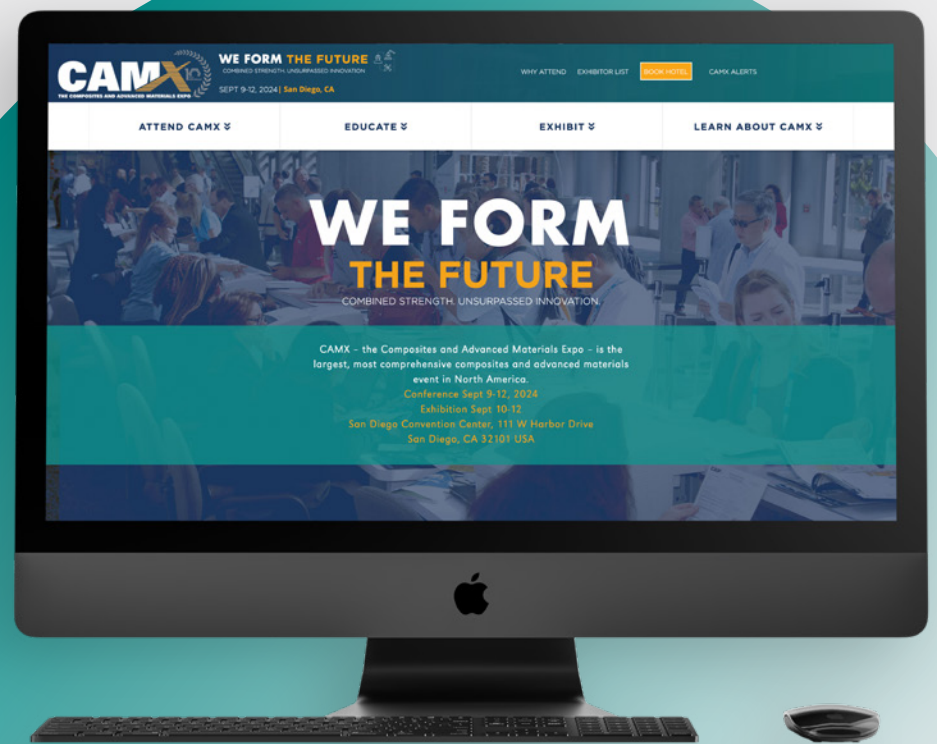 CAMX 10
THE COMPOSITES AND ADVANCED MATERIALS EXPO
WE FORM THE FUTURE
COMBINED STRENGTH. UNSURPASSED INNOVATION
SEPT 9-12, 2024 | San Diego, CA
WHY ATTEND EXHIBITOR LIST BOOK HOTEL CAMX ALERTS
ATTEND CAMX EDUCATE EXHIBIT LEARN ABOUT CAMX
WE FORM
THE FUTURE
COMBINED STRENGTH. UNSURPASSED INNOVATION.
CAMX – the Composites and Advanced Materials Expo – is the
largest, most comprehensive composites and advanced materials
event in North America.
Conference Sept 9-12, 2024
Exhibition Sept 10-12
San Diego Convention Center, 111 W Harbor Drive
San Diego, CA 32101 USA